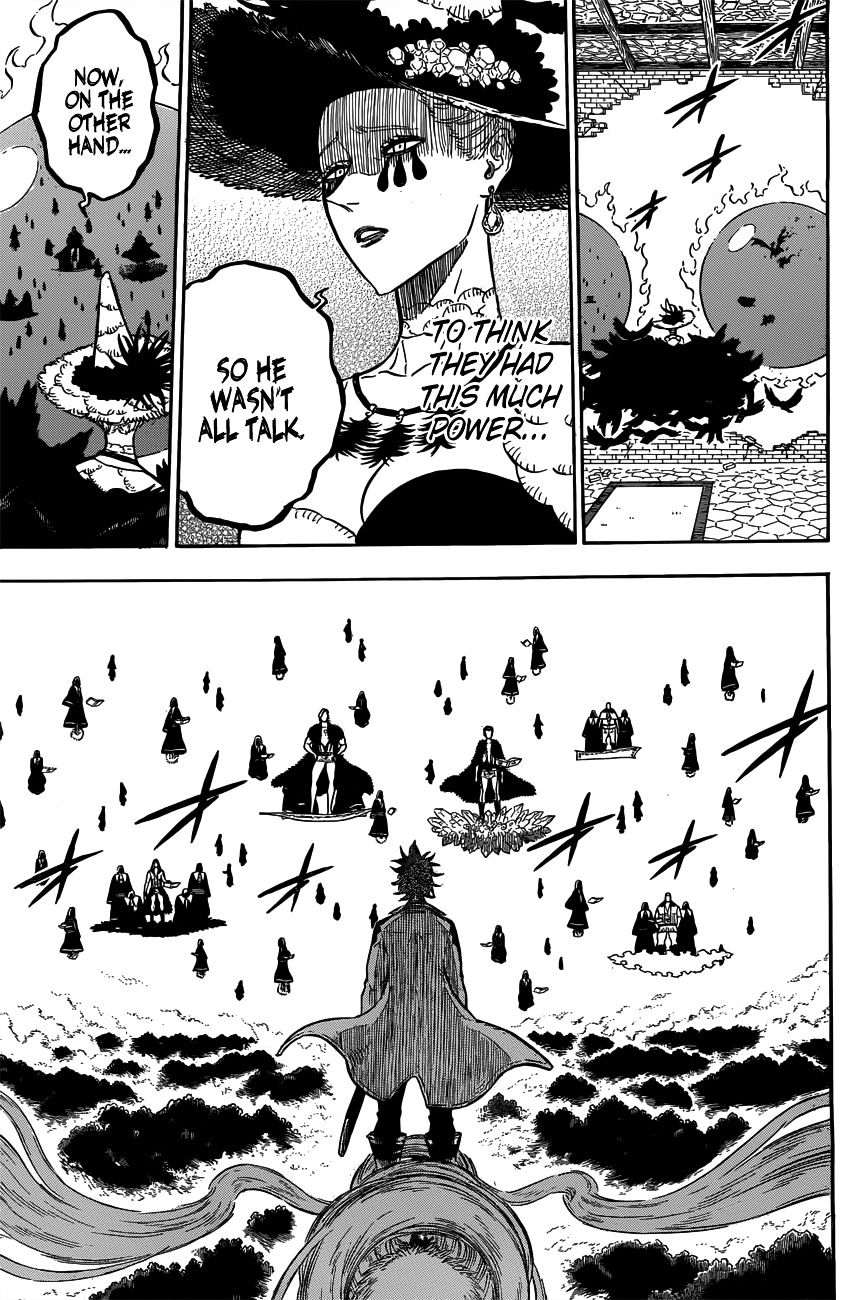 TO THINK
THEY HAD
THIS MUCH
POWER...
SO HE
WASN'T
ALL TALK.
NOW,
ON THE
OTHER
HAND...